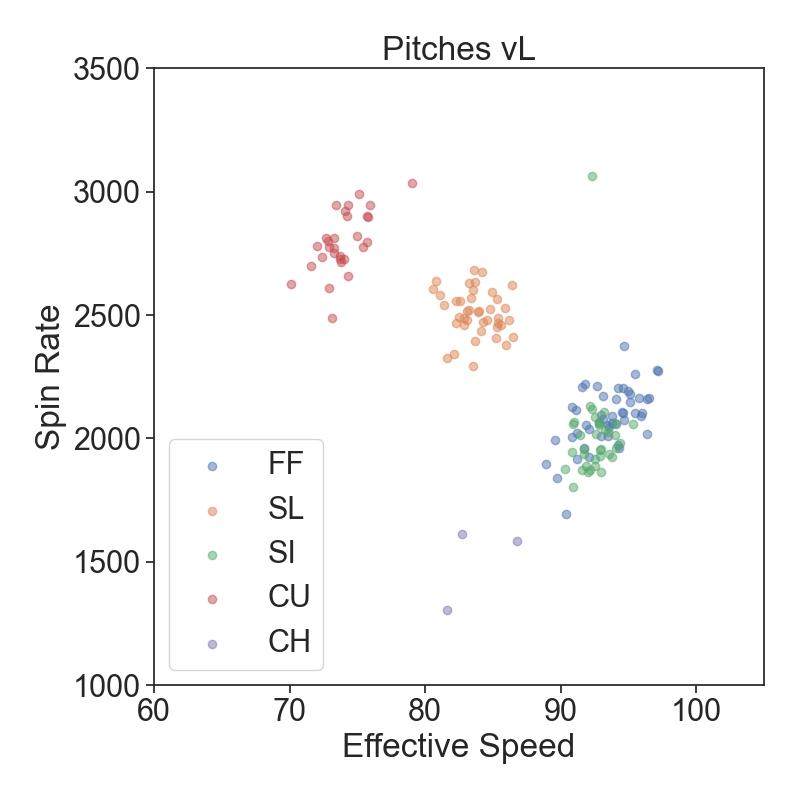 Pitches vL
3500
3000
2500
2000
1500
1000
Spin Rate
FF
SL
SI
CU
CH
60 70 80 90 100
Effective Speed